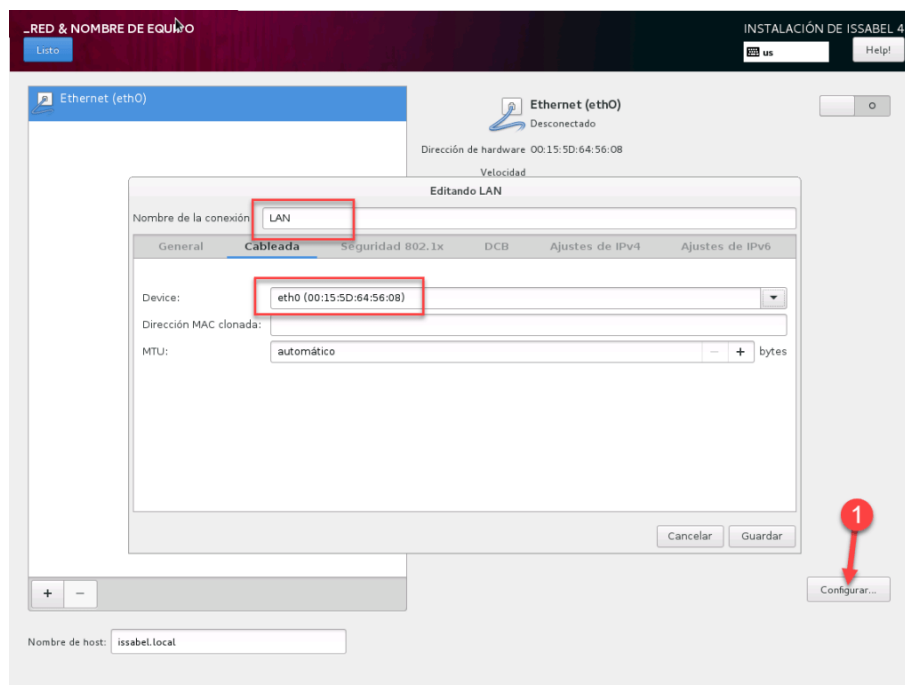 _RED & NOMBRE DE EQUIPO
INSTALACIÓN DE ISSABEL 4
Listo
us
Help!
Ethernet (eth0)
Ethernet (eth0)
Desconectado
Dirección de hardware 00:15:5D:64:56:08
Velocidad
Editando LAN
Nombre de la conexión LAN
General Cableada Seguridad 802.1x DCB Ajustes de IPv4 Ajustes de IPv6
Device: eth0 (00:15:5D:64:56:08)
Dirección MAC clonada:
MTU: automático − + bytes
Cancelar Guardar
1
+ −
Configurar...
Nombre de host: issabel.local